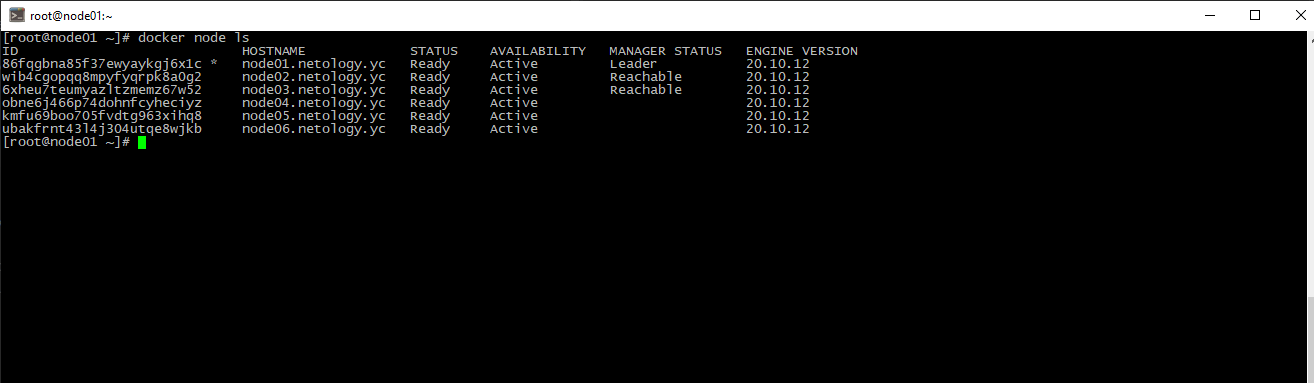 root@node01:~
[root@node01 ~]# docker node ls
ID HOSTNAME STATUS AVAILABILITY MANAGER STATUS ENGINE VERSION
86fqgbna85f37ewyaykgj6x1c * node01.netology.yc Ready Active Leader 20.10.12
wib4cgopqq8mpyfyqrpk8a0g2 node02.netology.yc Ready Active Reachable 20.10.12
6xheu7teumyazltzmemz67w52 node03.netology.yc Ready Active Reachable 20.10.12
obne6j466p74dohnfcyheciyz node04.netology.yc Ready Active 20.10.12
kmfu69boo705fvdtg963xihq8 node05.netology.yc Ready Active 20.10.12
ubakfrnt43l4j304utqe8wjkb node06.netology.yc Ready Active 20.10.12
[root@node01 ~]#